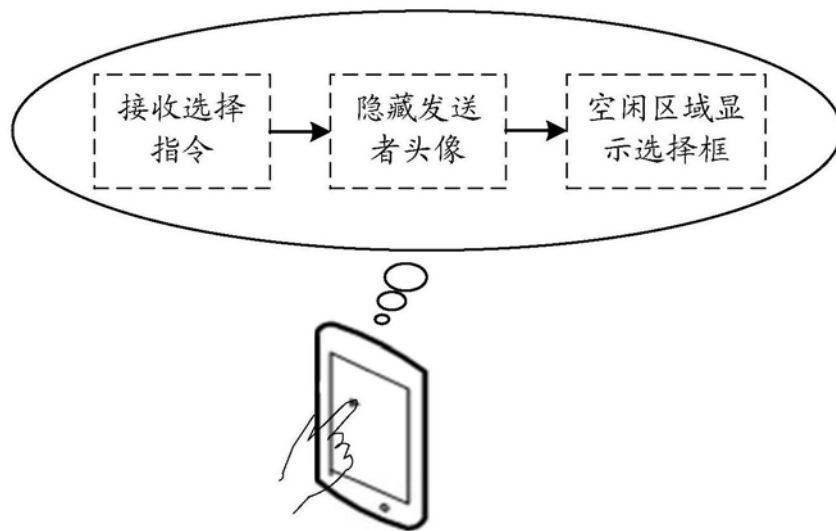 接收选择
指令
隐藏发送
者头像
空闲区域显
示选择框